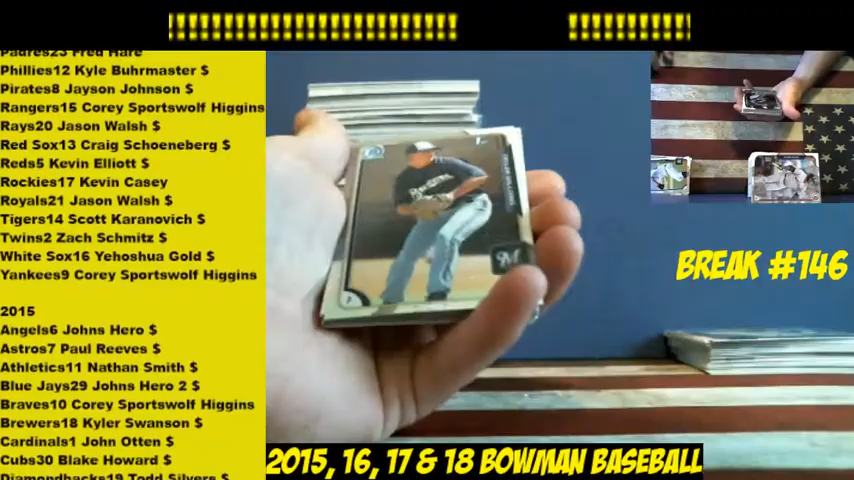 !!!!!!!!!!!!!!!!!!!!!!!!!!!!!! !!!!!!!!!!!!!
Padres23 Fred Hare
Phillies12 Kyle Buhrmaster $
Pirates8 Jayson Johnson $
Rangers15 Corey Sportswolf Higgins
Rays20 Jason Walsh $
Red Sox13 Craig Schoeneberg $
Reds5 Kevin Elliott $
Rockies17 Kevin Casey
Royals21 Jason Walsh $
Tigers14 Scott Karanovich $
Twins2 Zach Schmitz $
White Sox16 Yehoshua Gold $
Yankees9 Corey Sportswolf Higgins
2015
Angels6 Johns Hero $
Astros7 Paul Reeves $
Athletics11 Nathan Smith $
Blue Jays29 Johns Hero 2 $
Braves10 Corey Sportswolf Higgins
Brewers18 Kyler Swanson $
Cardinals1 John Otten $
Cubs30 Blake Howard $
Diamondbacks19 Todd Silvers $
M
BREAK #146
2015, 16, 17 & 18 BOWMAN BASEBALL